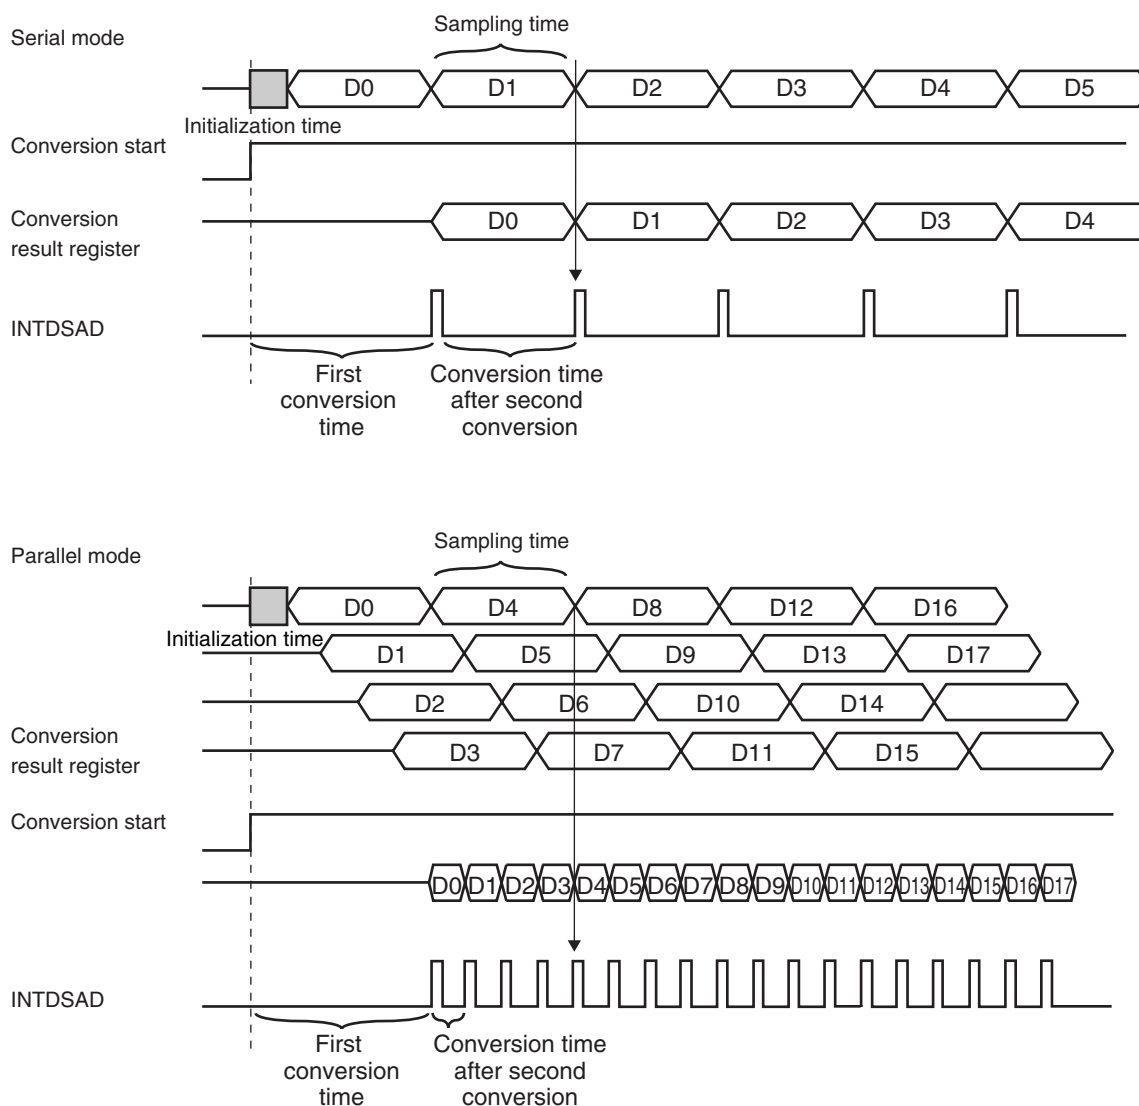 Sampling time
Serial mode
D0 D1 D2 D3 D4 D5
Initialization time
Conversion start
Conversion
result register
D0 D1 D2 D3 D4
INTDSAD
First
conversion
time
Conversion time
after second
conversion
Sampling time
Parallel mode
D0 D4 D8 D12 D16
Initialization time
D1 D5 D9 D13 D17
D2 D6 D10 D14
Conversion
result register
D3 D7 D11 D15
Conversion start
D0 D1 D2 D3 D4 D5 D6 D7 D8 D9 D10 D11 D12 D13 D14 D15 D16 D17
INTDSAD
First
conversion
time
Conversion time
after second
conversion